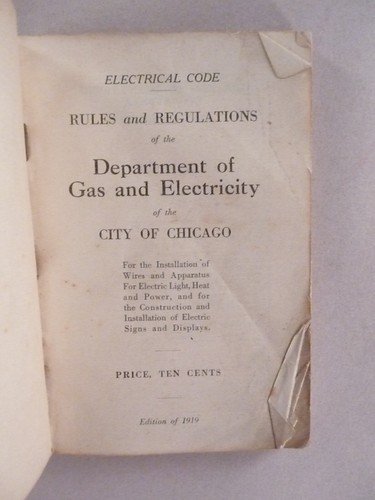 ELECTRICAL CODE
RULES and REGULATIONS
of the
Department of
Gas and Electricity
of the
CITY OF CHICAGO
For the Installation of
Wires and Apparatus
For Electric Light, Heat
and Power, and for
the Construction and
Installation of Electric
Signs and Displays.
PRICE, TEN CENTS
Edition of 1919